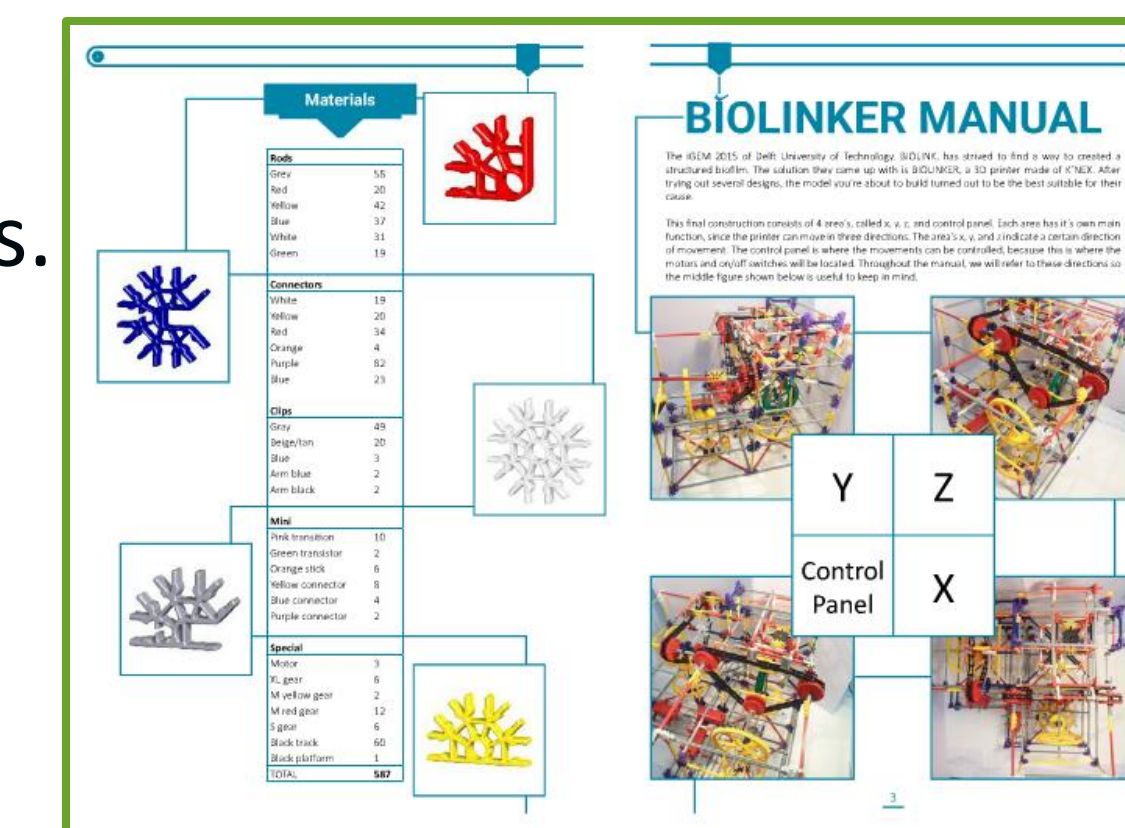 s.
Materials
Rods
Grey 55
Red 20
Yellow 42
Blue 37
White 31
Green 19
Connectors
White 19
Yellow 20
Red 34
Orange 4
Purple 82
Blue 23
Clips
Gray 49
Beige/tan 20
Blue 3
Arm blue 2
Arm black 2
Mini
Pink transition 10
Green transistor 2
Orange stick 6
Yellow connector 8
Blue connector 4
Purple connector 2
Special
Motor 3
XL gear 6
M yellow gear 2
M red gear 12
S gear 6
Black track 60
Black platform 1
TOTAL 587
BIOLINKER MANUAL
The iGEM 2015 of Delft University of Technology, BIOLINK, has strived to find a way to created a
structured biofilm. The solution they came up with is BIOLINKER, a 3D printer made of K'NEX. After
trying out several designs, the model you're about to build turned out to be the best suitable for their
cause.
This final construction consists of 4 area's, called x, y, z, and control panel. Each area has it's own main
function, since the printer can move in three directions. The area's x, y, and z indicate a certain direction
of movement. The control panel is where the movements can be controlled, because this is where the
motors and on/off switches will be located. Throughout the manual, we will refer to these directions so
the middle figure shown below is useful to keep in mind.
Y Z
Control
Panel
X
3